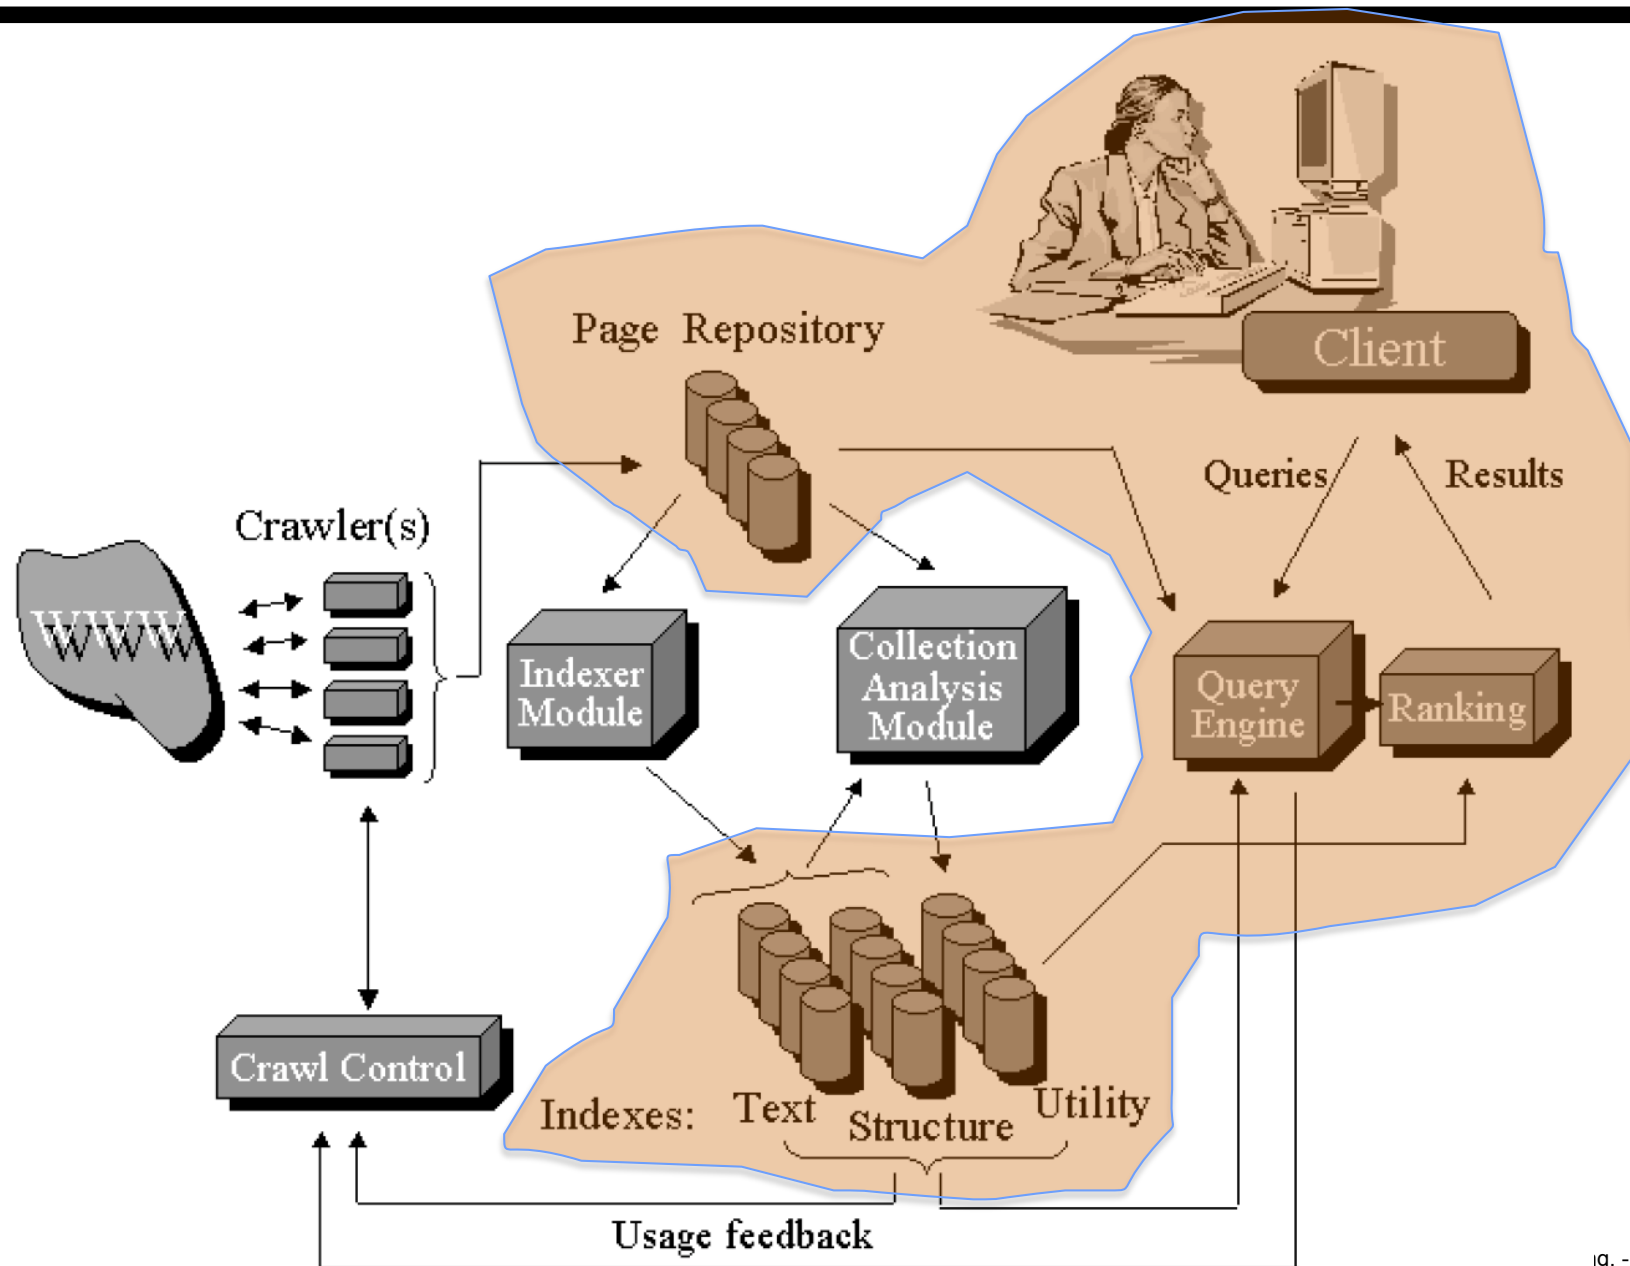 Page Repository
Client
Queries
Results
Crawler(s)
WWW
Indexer
Module
Collection
Analysis
Module
Query
Engine
Ranking
Crawl Control
Indexes:
Text
Structure
Utility
Usage feedback